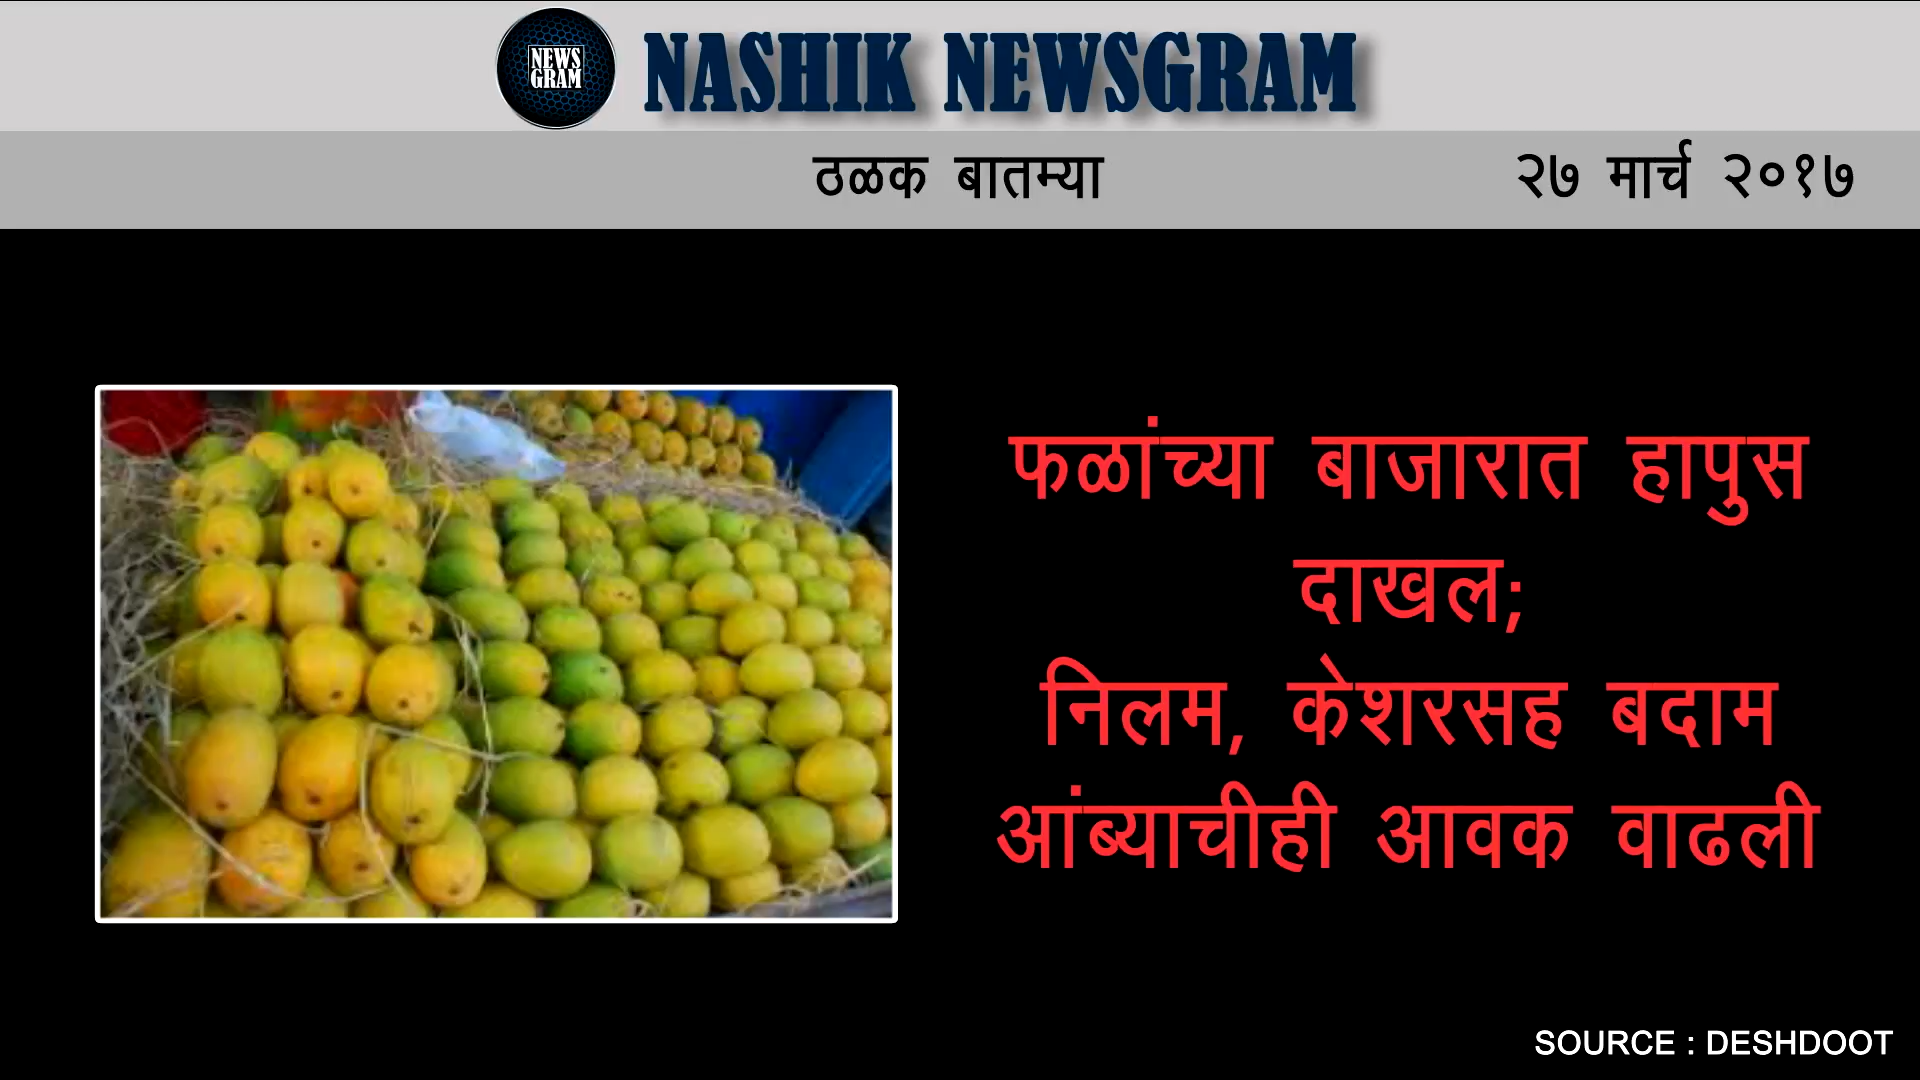 NEWS
GRAM
NASHIK NEWSGRAM
ठळक बातम्या
२७ मार्च २०१७
फळांच्या बाजारात हापुस
दाखल;
निलम, केशरसह बदाम
आंब्याचीही आवक वाढली
SOURCE : DESHDOOT